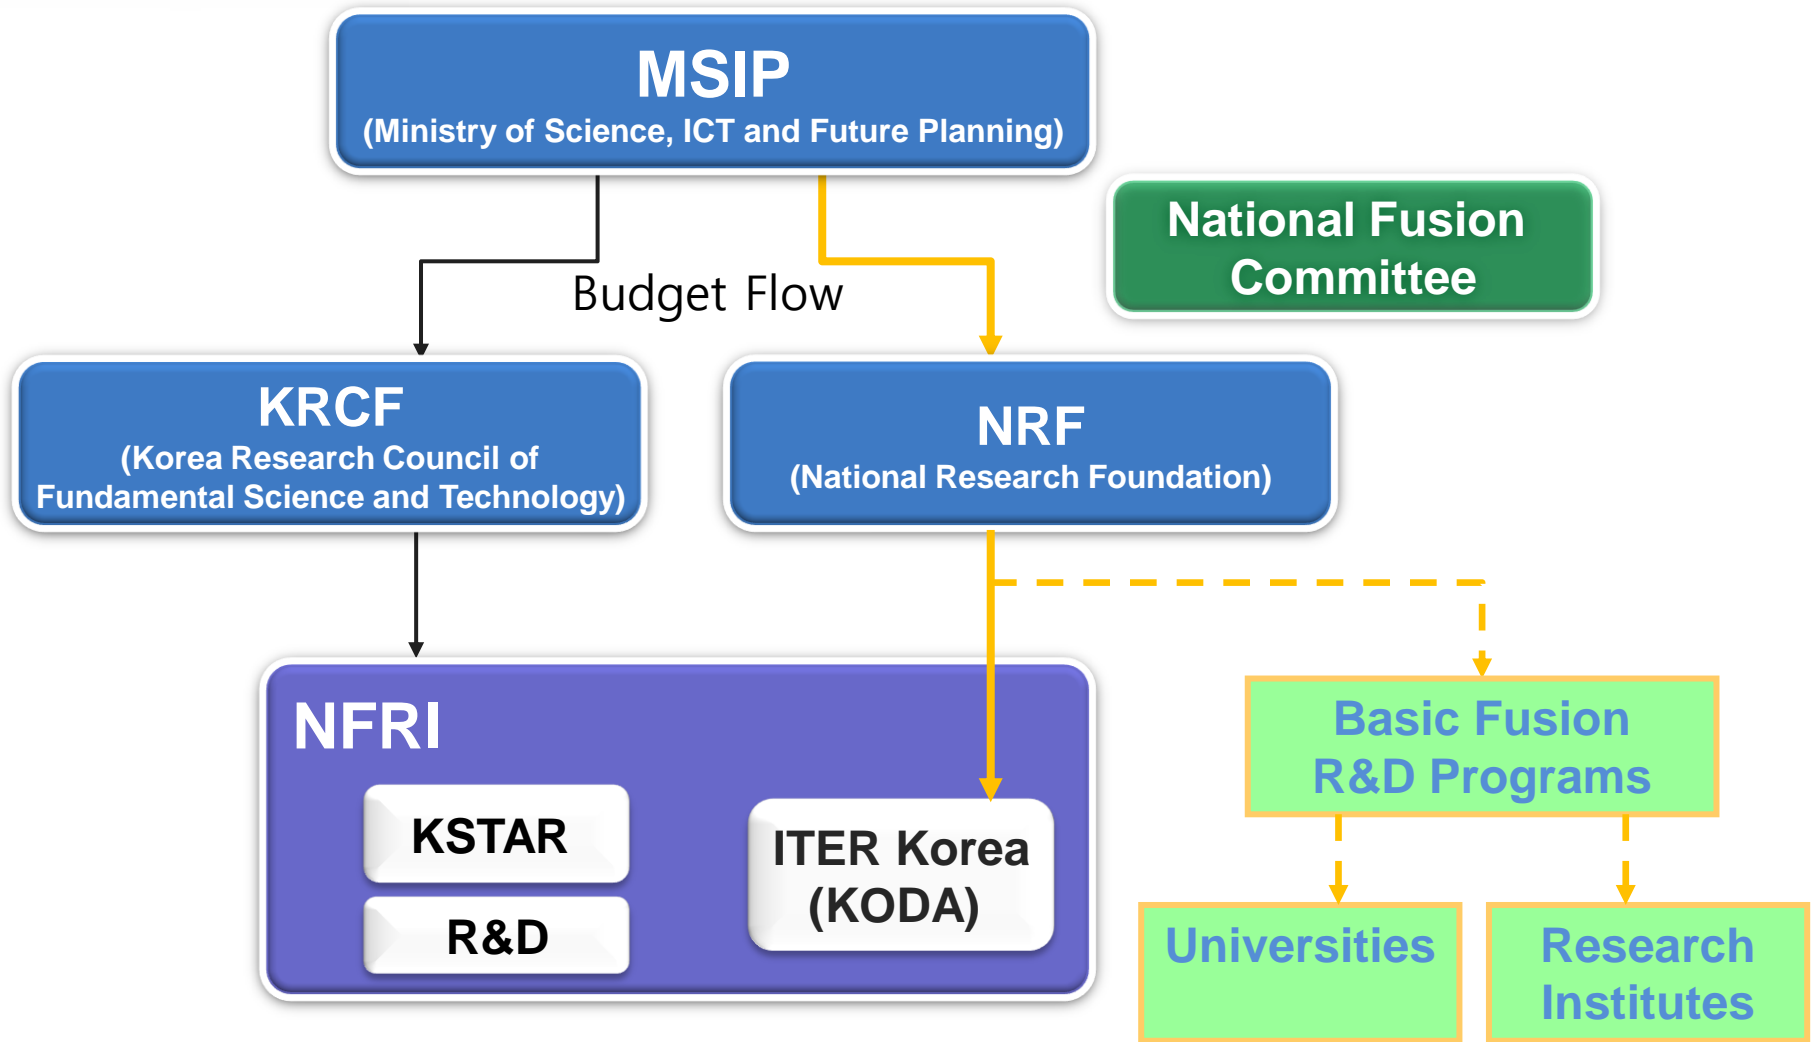 MSIP
(Ministry of Science, ICT and Future Planning)
National Fusion
Committee
Budget Flow
KRCF
(Korea Research Council of
Fundamental Science and Technology)
NRF
(National Research Foundation)
NFRI
KSTAR
R&D
ITER Korea
(KODA)
Basic Fusion
R&D Programs
Universities
Research
Institutes